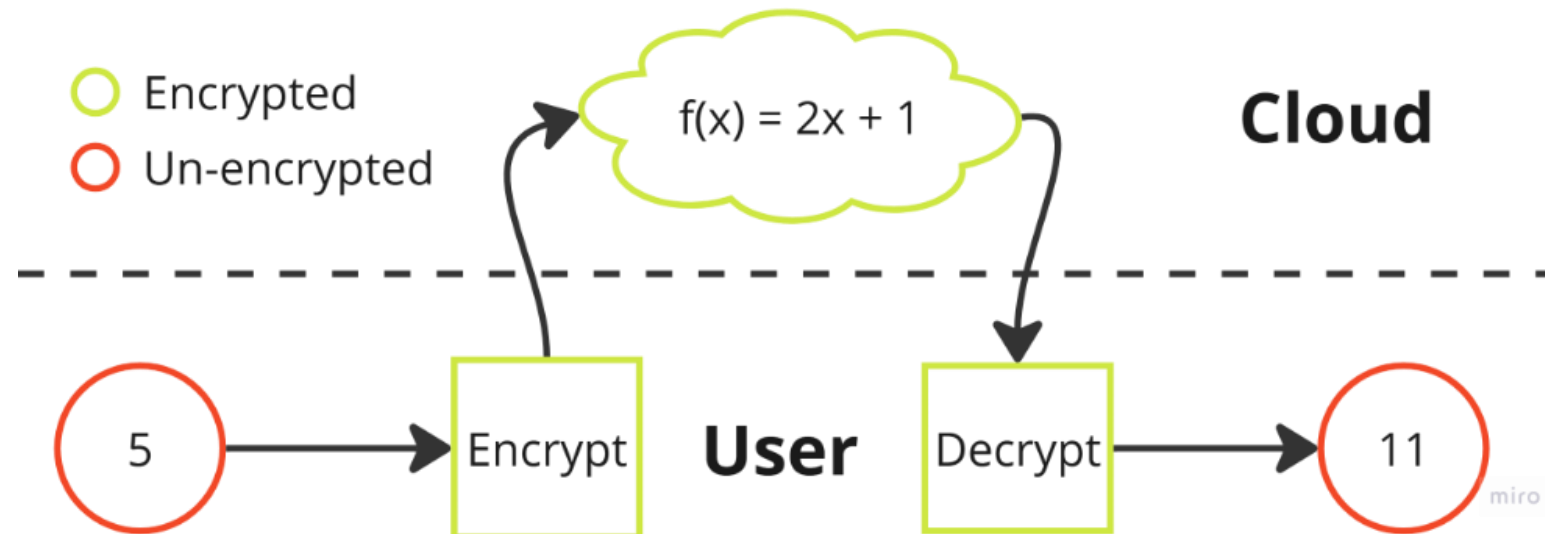 Encrypted
Un-encrypted
f(x) = 2x + 1
Cloud
5
Encrypt
User
Decrypt
11
miro